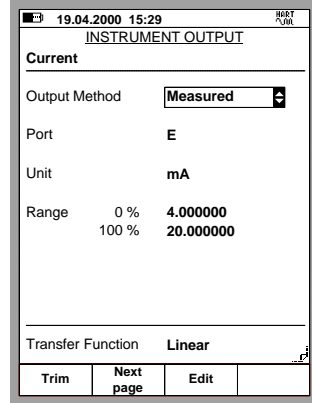 19.04.2000 15:29 HART
INSTRUMENT OUTPUT
Current
Output Method Measured
Port E
Unit mA
Range 0 % 4.000000
100 % 20.000000
Transfer Function Linear
Trim Next page Edit